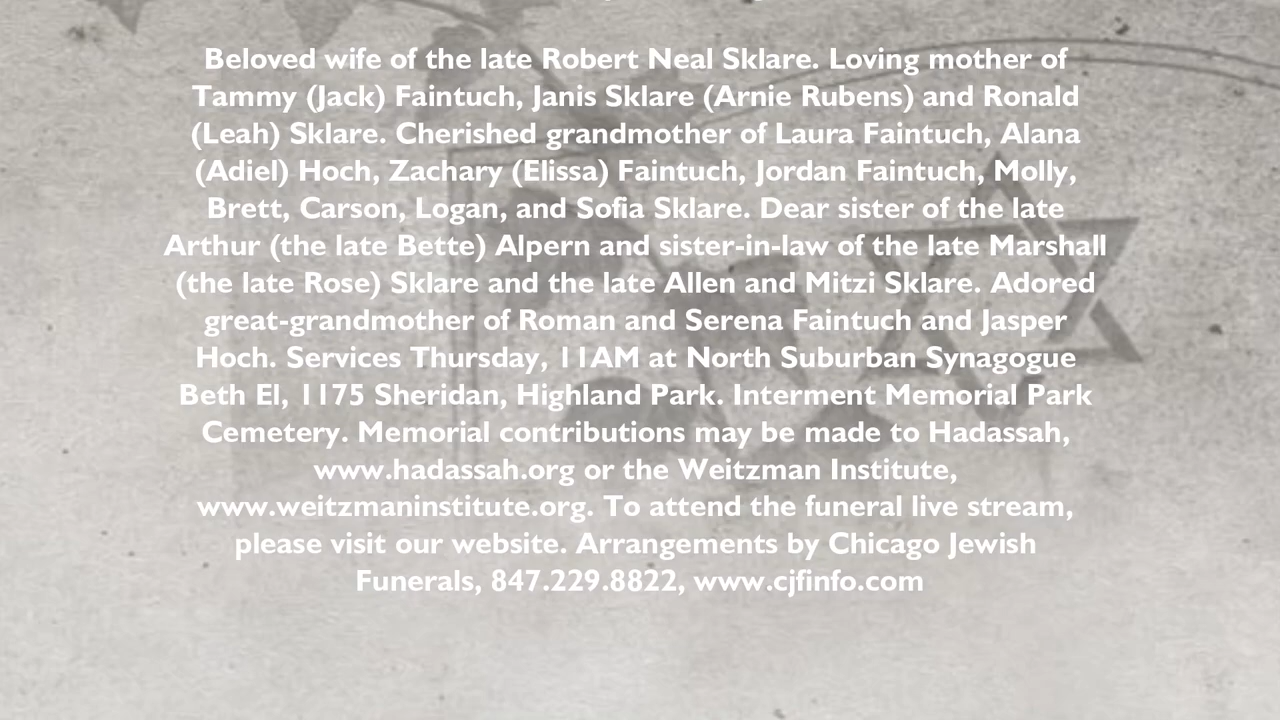 Beloved wife of the late Robert Neal Sklare. Loving mother of
Tammy (Jack) Faintuch, Janis Sklare (Arnie Rubens) and Ronald
(Leah) Sklare. Cherished grandmother of Laura Faintuch, Alana
(Adiel) Hoch, Zachary (Elissa) Faintuch, Jordan Faintuch, Molly,
Brett, Carson, Logan, and Sofia Sklare. Dear sister of the late
Arthur (the late Bette) Alpern and sister-in-law of the late Marshall
(the late Rose) Sklare and the late Allen and Mitzi Sklare. Adored
great-grandmother of Roman and Serena Faintuch and Jasper
Hoch. Services Thursday, 11AM at North Suburban Synagogue
Beth El, 1175 Sheridan, Highland Park. Interment Memorial Park
Cemetery. Memorial contributions may be made to Hadassah,
www.hadassah.org or the Weitzman Institute,
www.weitzmaninstitute.org. To attend the funeral live stream,
please visit our website. Arrangements by Chicago Jewish
Funerals, 847.229.8822, www.cjfinfo.com